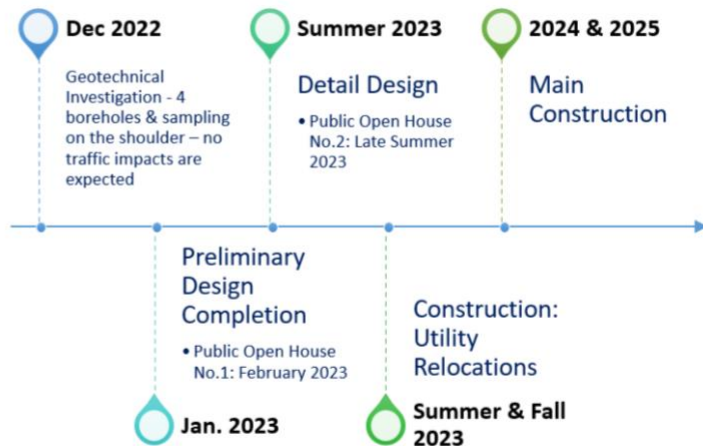 Dec 2022
Geotechnical
Investigation - 4
boreholes & sampling
on the shoulder – no
traffic impacts are
expected
Summer 2023
Detail Design
• Public Open House
No.2: Late Summer
2023
2024 & 2025
Main
Construction
Preliminary
Design
Completion
• Public Open House
No.1: February 2023
Jan. 2023
Construction:
Utility
Relocations
Summer & Fall
2023